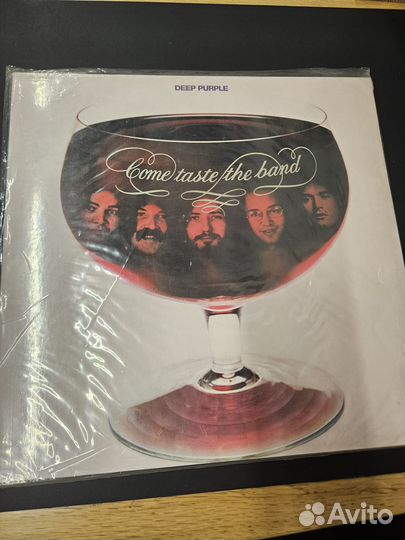 DEEP PURPLE
Come taste the band
Avito